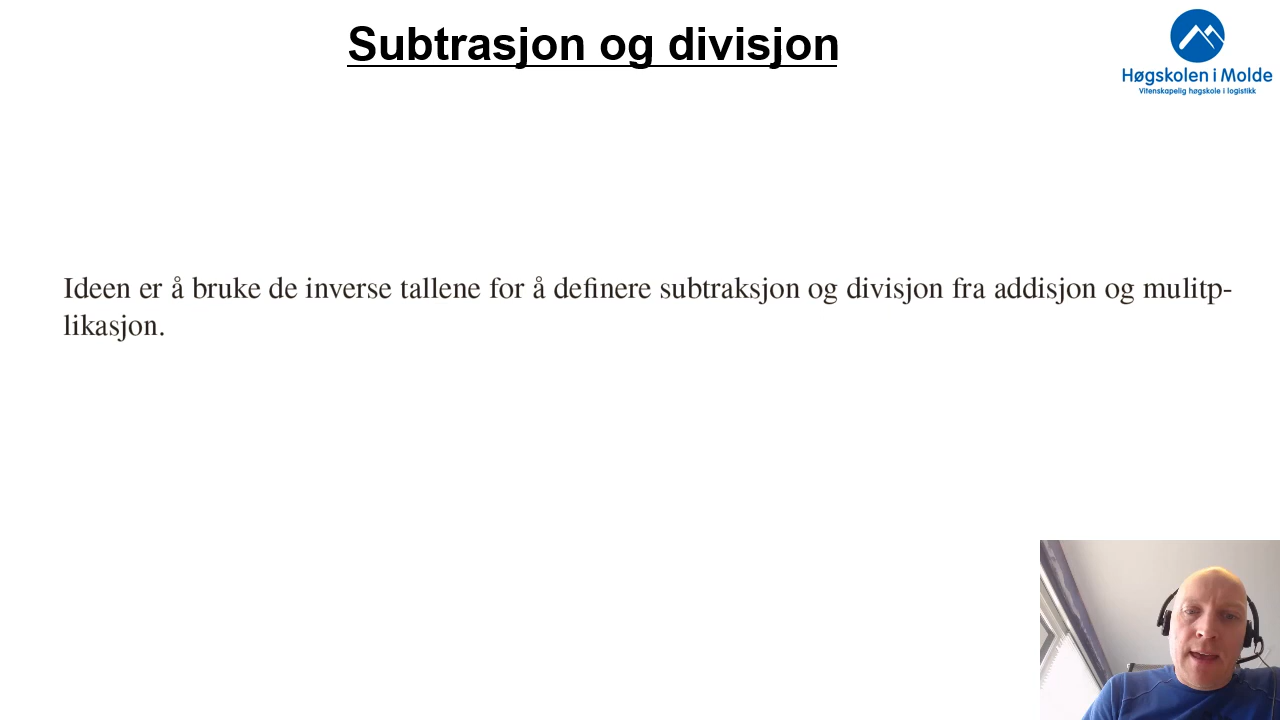 Subtrasjon og divisjon
Høgskolen i Molde
Vitenskapelig høgskole i logistikk
Ideen er å bruke de inverse tallene for å definere subtraksjon og divisjon fra addisjon og mulitp-
likasjon.